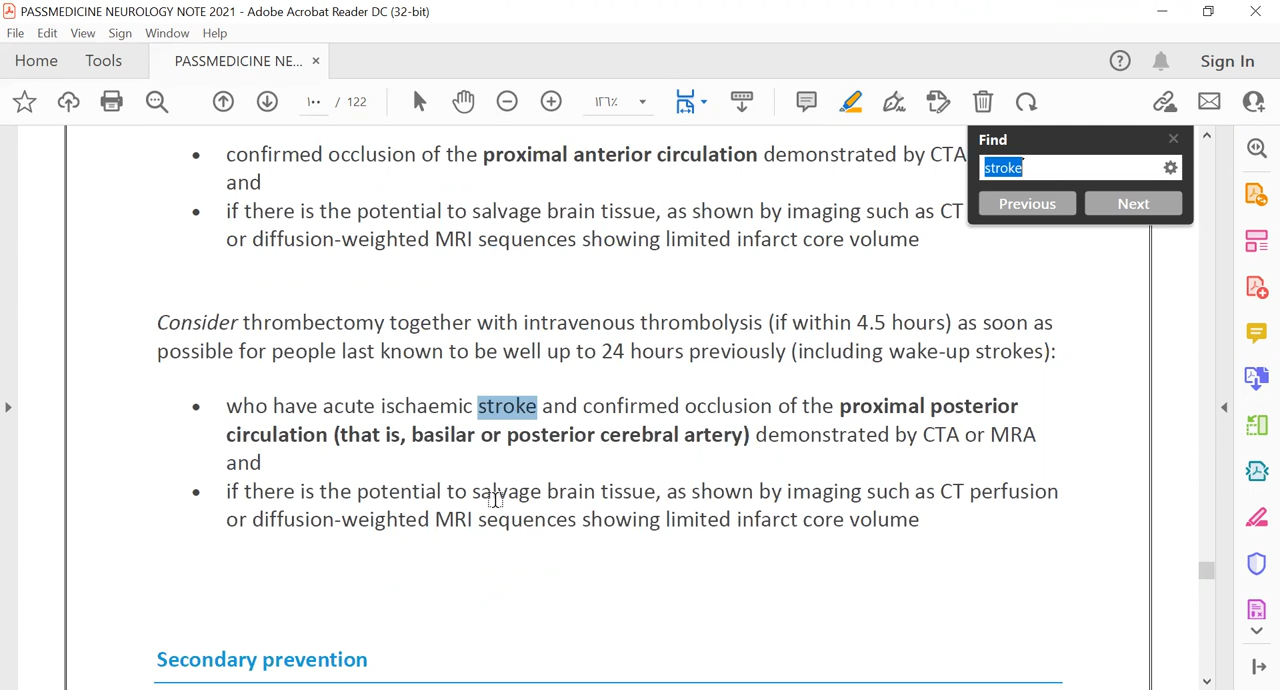 PASSMEDICINE NEUROLOGY NOTE 2021 - Adobe Acrobat Reader DC (32-bit)
File Edit View Sign Window Help
Home Tools PASSMEDICINE NE... × Sign In
١٠٠ / 122 ١٢٦٪
Find
stroke
Previous Next
• confirmed occlusion of the proximal anterior circulation demonstrated by CTA
and
• if there is the potential to salvage brain tissue, as shown by imaging such as CT
or diffusion-weighted MRI sequences showing limited infarct core volume
Consider thrombectomy together with intravenous thrombolysis (if within 4.5 hours) as soon as
possible for people last known to be well up to 24 hours previously (including wake-up strokes):
• who have acute ischaemic stroke and confirmed occlusion of the proximal posterior
circulation (that is, basilar or posterior cerebral artery) demonstrated by CTA or MRA
and
• if there is the potential to salvage brain tissue, as shown by imaging such as CT perfusion
or diffusion-weighted MRI sequences showing limited infarct core volume
Secondary prevention